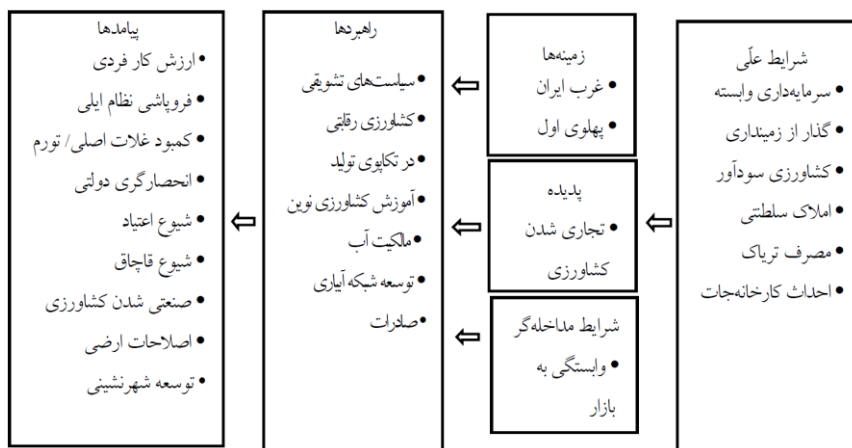 شرایط علّی
• سرمایه‌داری وابسته
• گذار از زمینداری
• کشاورزی سودآور
• املاک سلطنتی
• مصرف تریاک
• احداث کارخانه‌جات
زمینه‌ها
• غرب ایران
• پهلوی اول
پدیده
• تجاری شدن
کشاورزی
شرایط مداخله‌گر
• وابستگی به
بازار
راهبردها
• سیاست‌های تشویقی
• کشاورزی رقابتی
• در تکاپوی تولید
• آموزش کشاورزی نوین
• مالکیت آب
• توسعه شبکه آبیاری
• صادرات
پیامدها
• ارزش کار فردی
• فروپاشی نظام ایلی
• کمبود غلات اصلی/ تورم
• انحصارگری دولتی
• شیوع اعتیاد
• شیوع قاچاق
• صنعتی شدن کشاورزی
• اصلاحات ارضی
• توسعه شهرنشینی